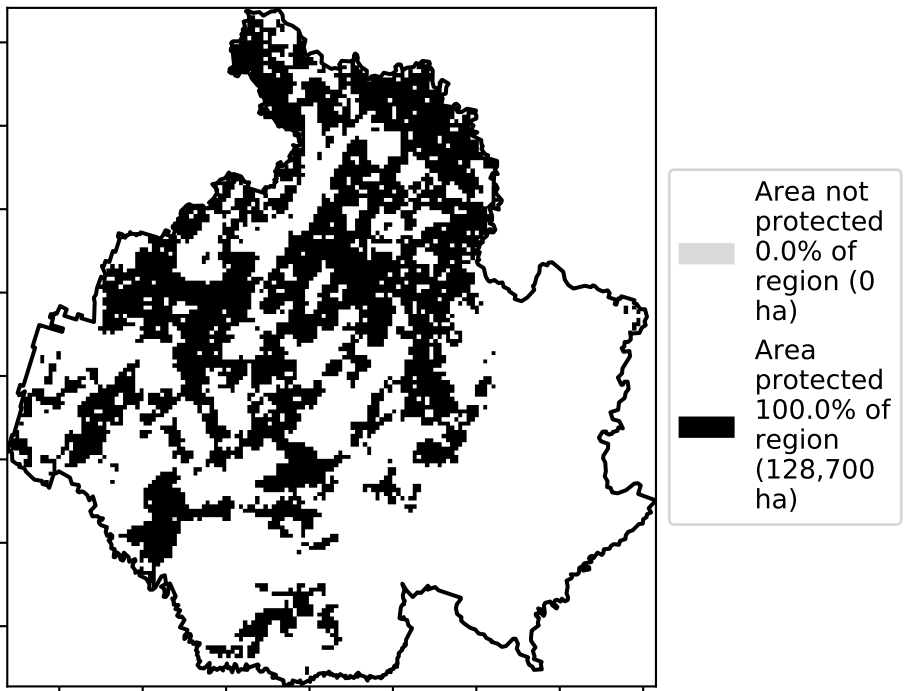 Area not
protected
0.0% of
region (0
ha)
Area
protected
100.0% of
region
(128,700
ha)